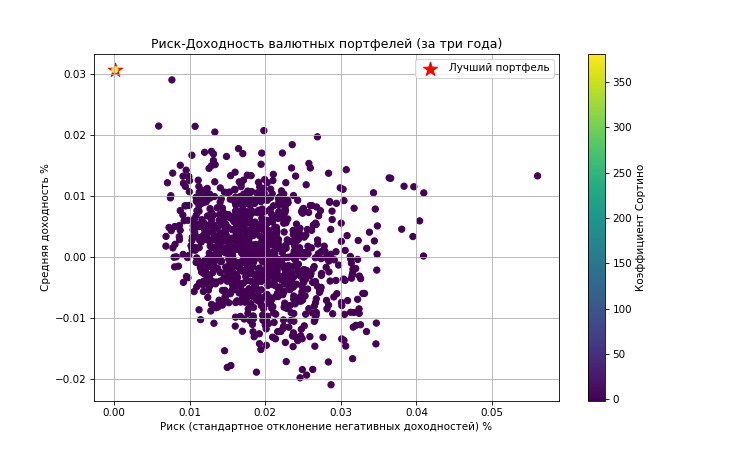 Риск-Доходность валютных портфелей (за три года)
Лучший портфель
Средняя доходность %
0.03
0.02
0.01
0.00
−0.01
−0.02
0.00 0.01 0.02 0.03 0.04 0.05
Риск (стандартное отклонение негативных доходностей) %
350
300
250
200
150
100
50
0
Коэффициент Сортино